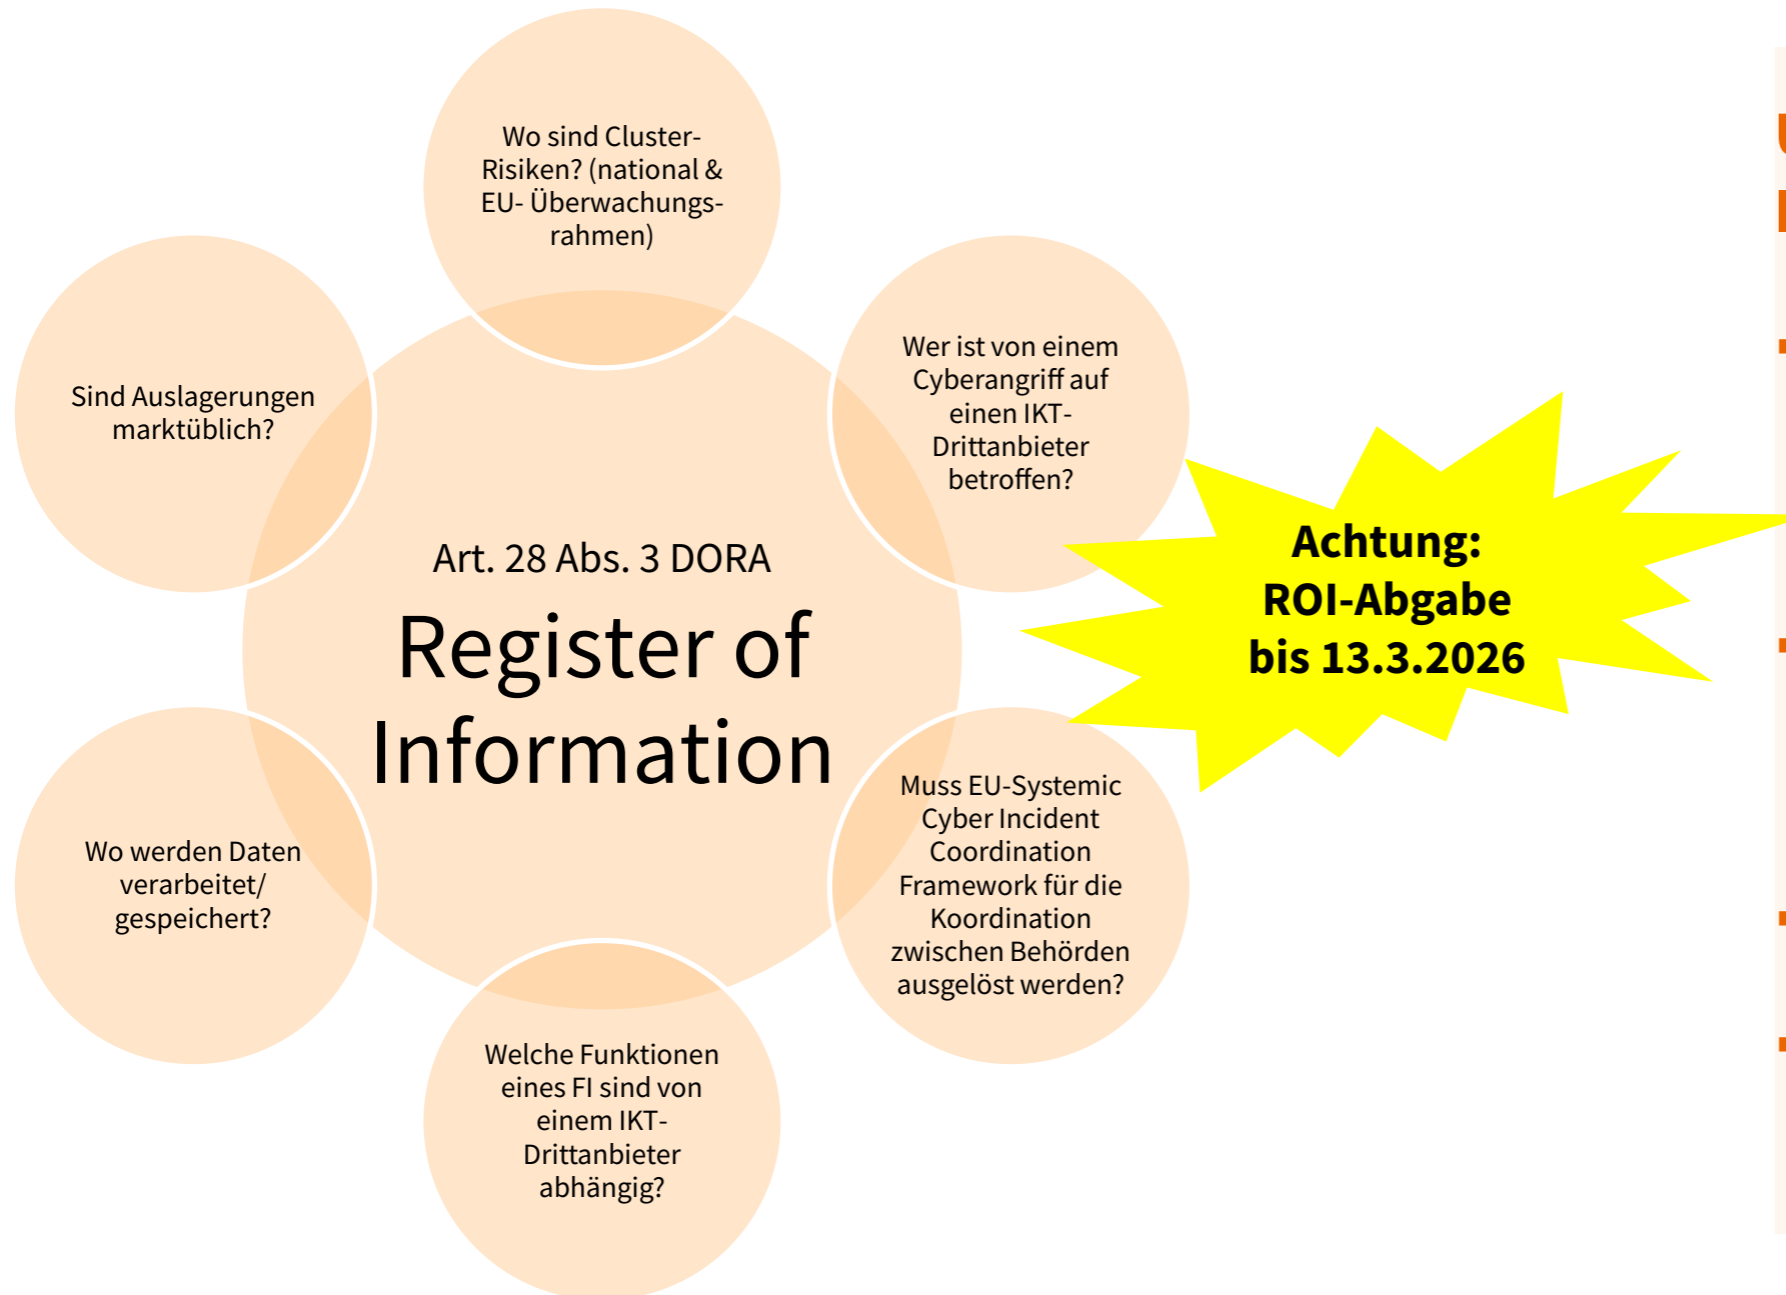 Wo sind Cluster-
Risiken? (national &
EU- Überwachungs-
rahmen)
Wer ist von einem
Cyberangriff auf
einen IKT-
Drittanbieter
betroffen?
Sind Auslagerungen
marktüblich?
Achtung:
ROI-Abgabe
bis 13.3.2026
Art. 28 Abs. 3 DORA
Register of
Information
Muss EU-Systemic
Cyber Incident
Coordination
Framework für die
Koordination
zwischen Behörden
ausgelöst werden?
Wo werden Daten
verarbeitet/
gespeichert?
Welche Funktionen
eines FI sind von
einem IKT-
Drittanbieter
abhängig?